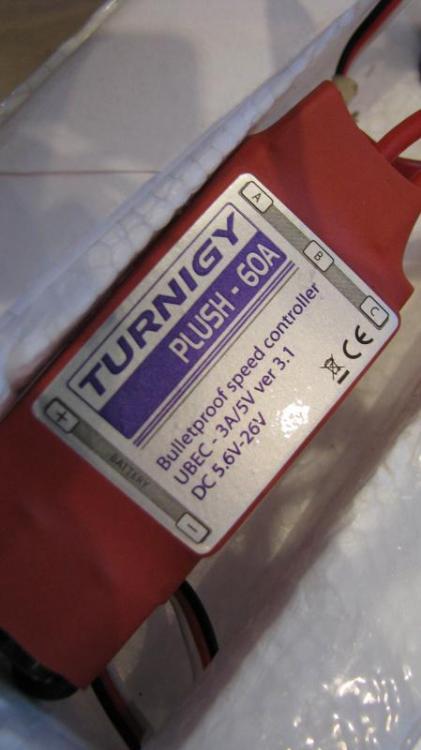 TURNIGY
PLUSH - 60A
Bulletproof speed controller
UBEC - 3A/5V ver 3.1
DC 5.6V-26V
A
B
C
CE
+
BATTERY
-